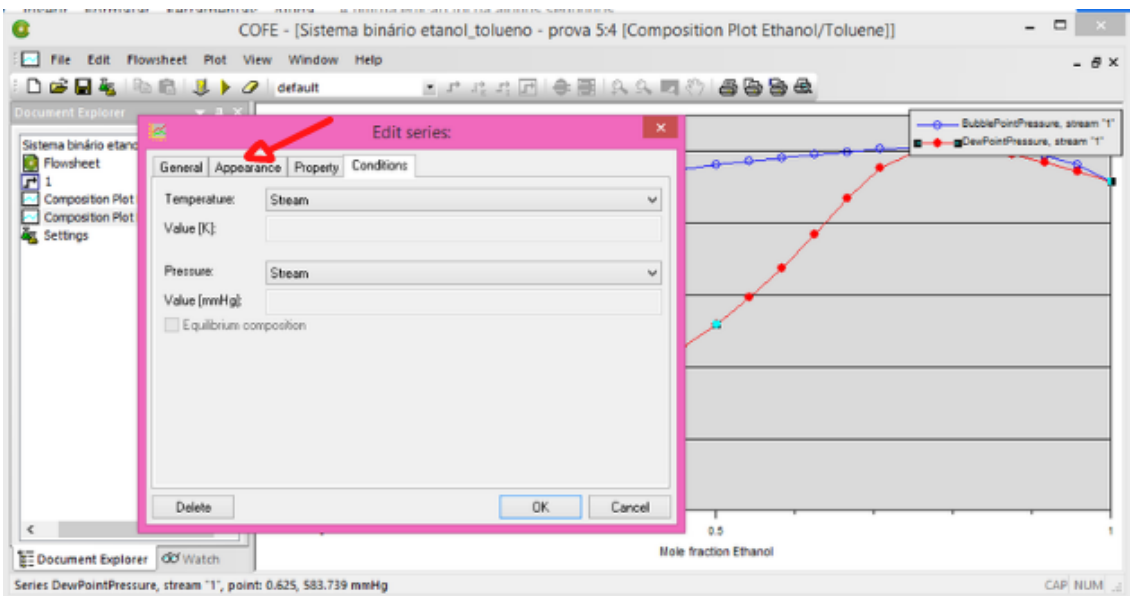 COFE - [Sistema binário etanol_tolueno - prova 5:4 [Composition Plot Ethanol/Toluene]]
File Edit Flowsheet Plot View Window Help
default
Document Explorer
Sistema binário etano
Flowsheet
1
Composition Plot
Composition Plot
Settings
Edit series:
General Appearance Property Conditions
Temperature: Stream
Value [K]:
Pressure: Stream
Value [mmHg]:
Equilibrium composition
Delete OK Cancel
BubblePointPressure, stream "1"
DewPointPressure, stream "1"
0.5 1
Mole fraction Ethanol
Document Explorer Watch
Series DewPointPressure, stream "1", point: 0.625, 583.739 mmHg
CAP NUM